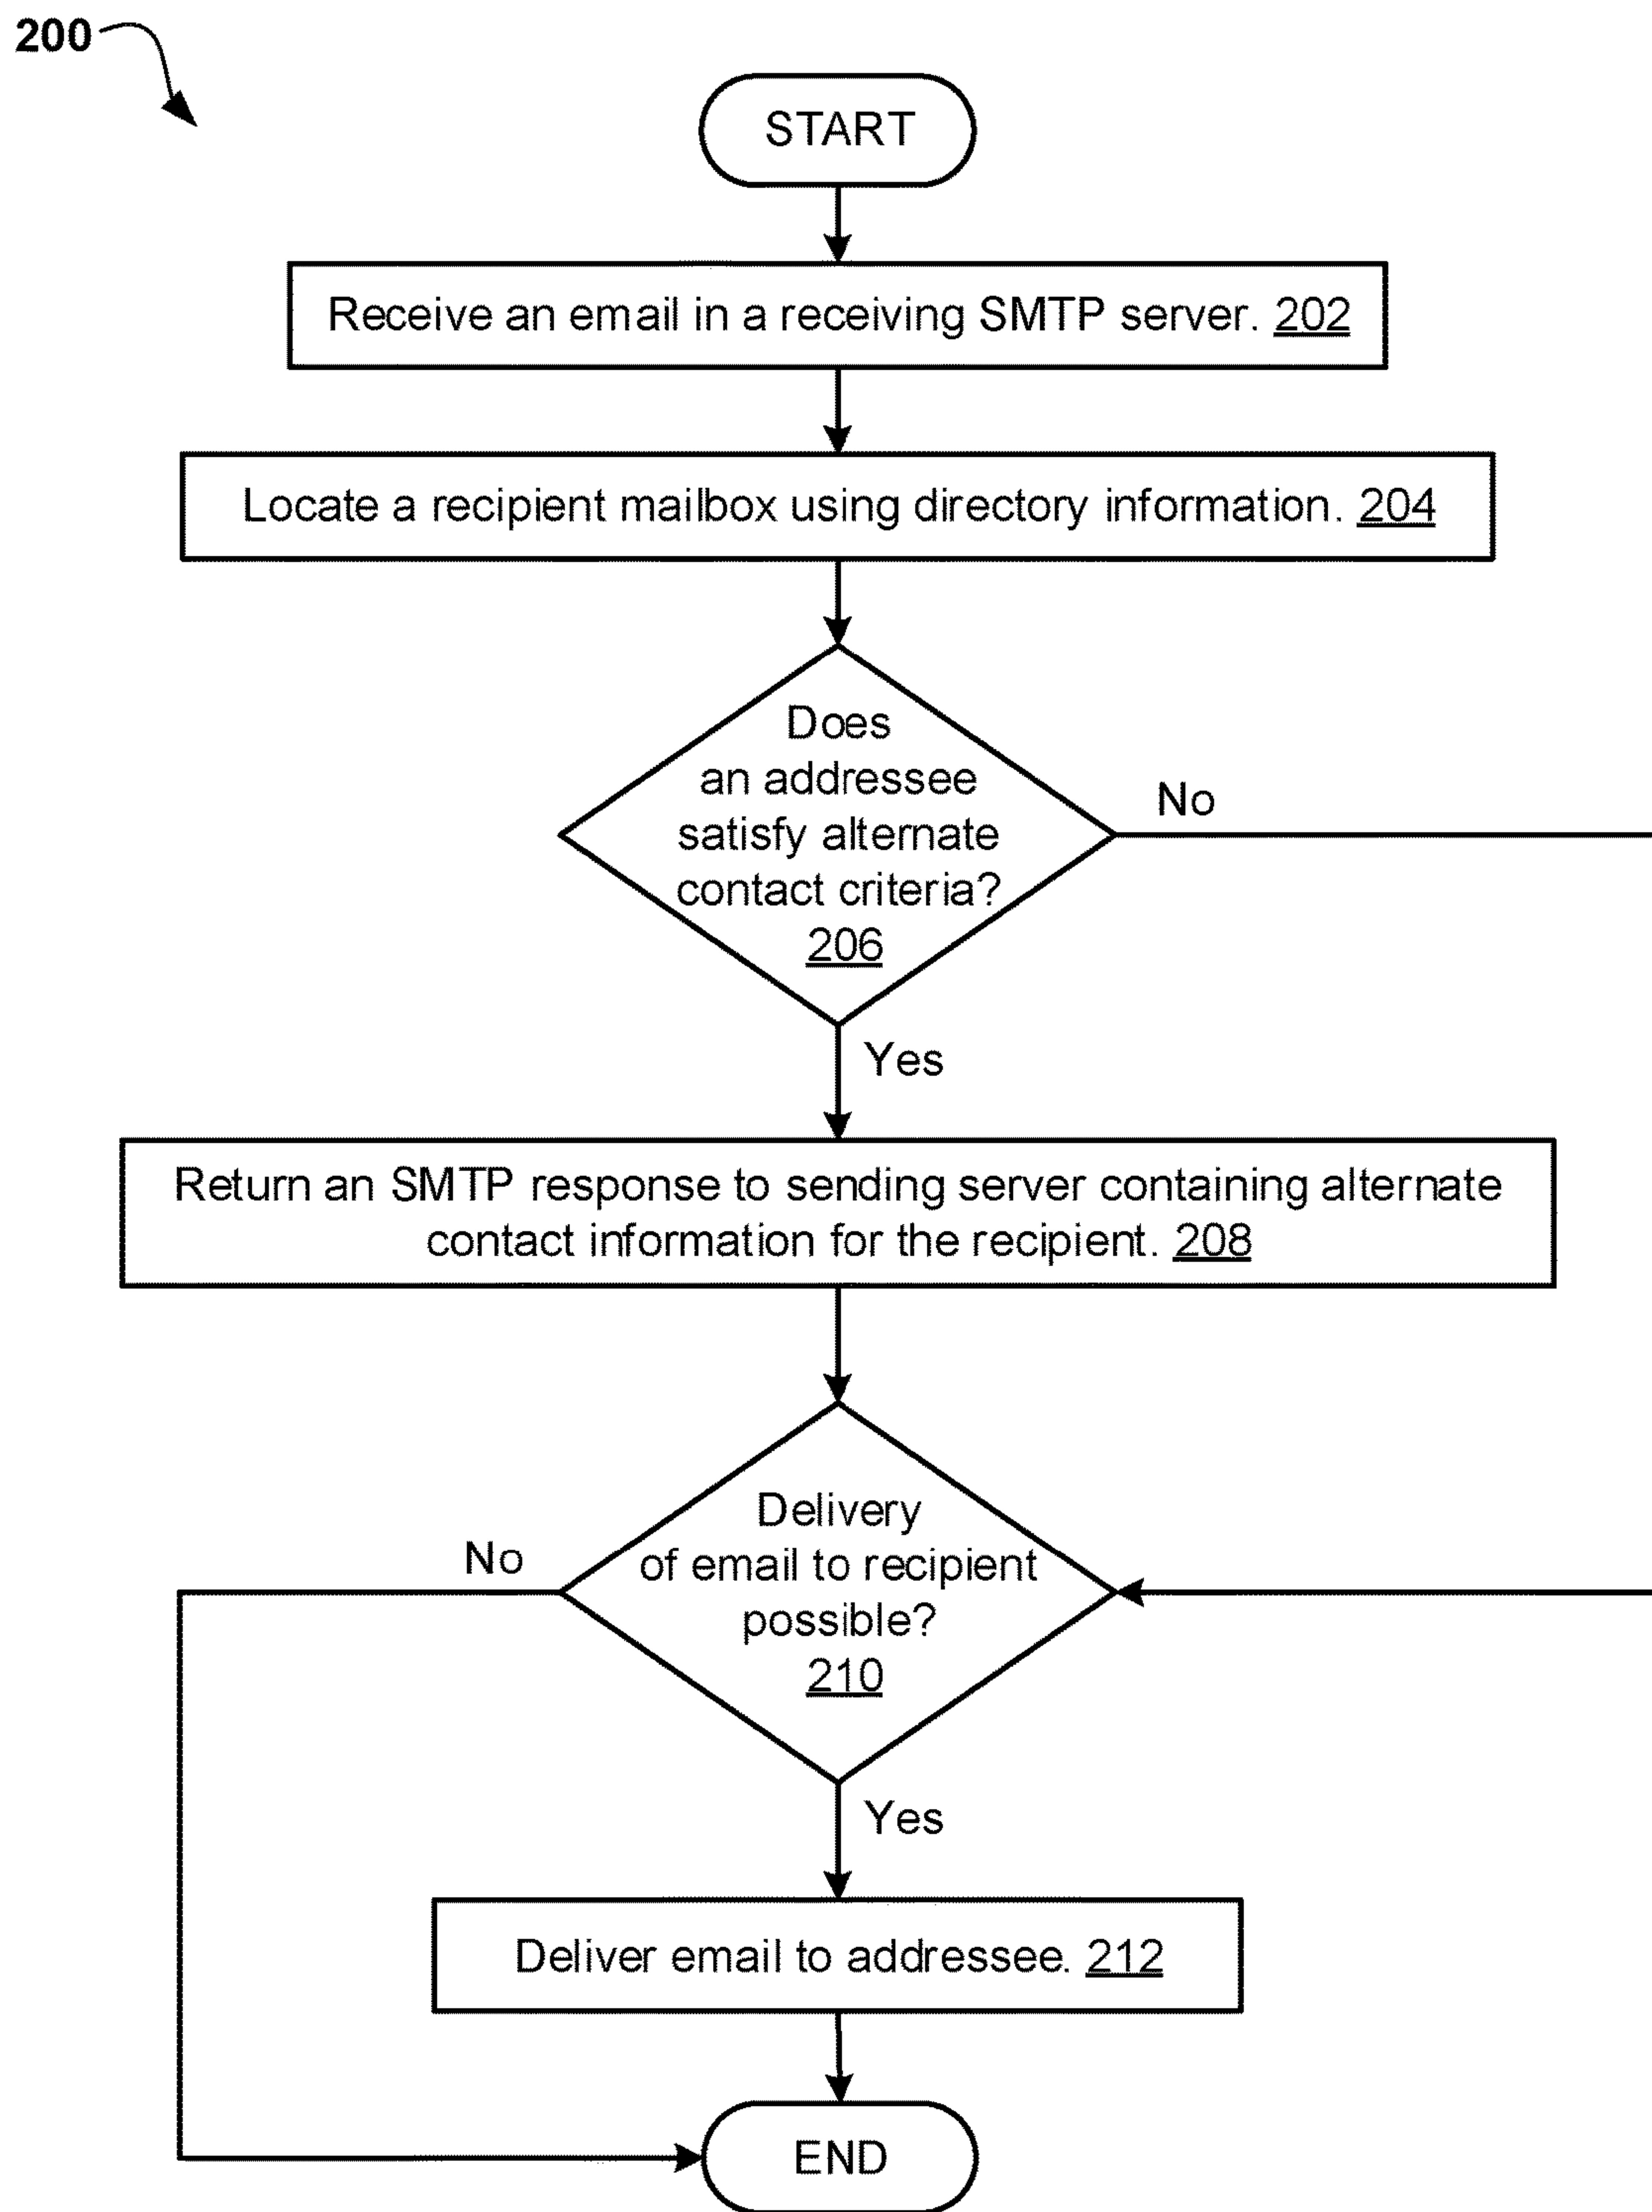 200
START
Receive an email in a receiving SMTP server. 202
Locate a recipient mailbox using directory information. 204
Does
an addressee
satisfy alternate
contact criteria?
206
No
Yes
Return an SMTP response to sending server containing alternate
contact information for the recipient. 208
Delivery
of email to recipient
possible?
210
No
Yes
Deliver email to addressee. 212
END